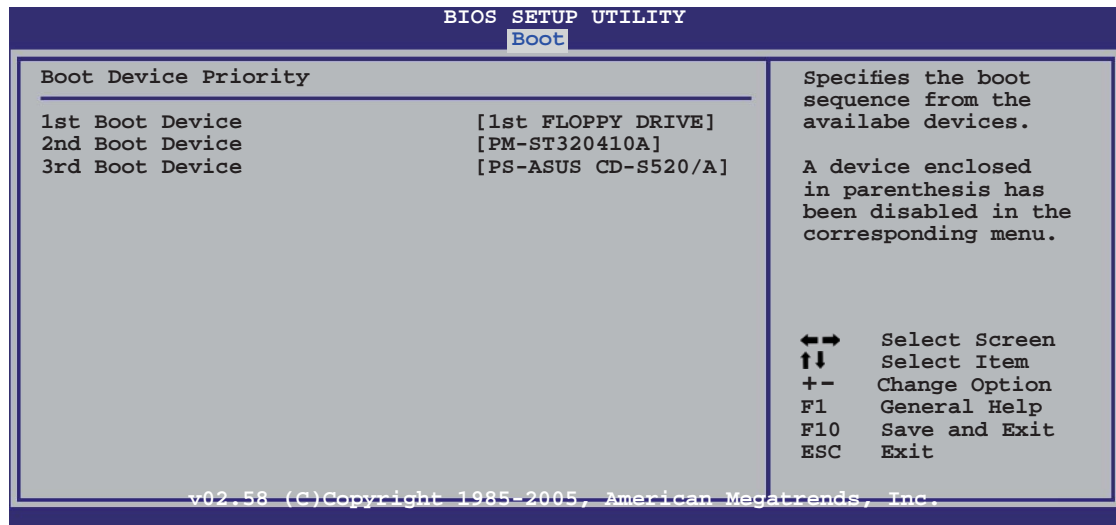 BIOS SETUP UTILITY
Boot
Boot Device Priority
1st Boot Device [1st FLOPPY DRIVE]
2nd Boot Device [PM-ST320410A]
3rd Boot Device [PS-ASUS CD-S520/A]
Specifies the boot
sequence from the
availabe devices.
A device enclosed
in parenthesis has
been disabled in the
corresponding menu.
←→ Select Screen
↑↓ Select Item
+- Change Option
F1 General Help
F10 Save and Exit
ESC Exit
v02.58 (C)Copyright 1985-2005, American Megatrends, Inc.